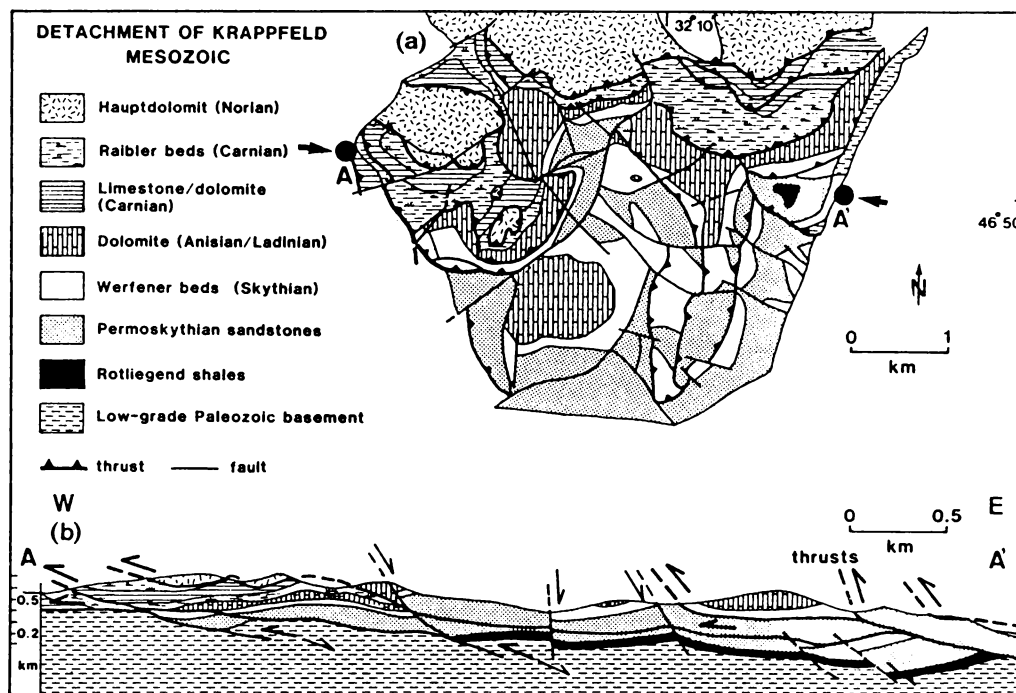 DETACHMENT OF KRAPPFELD
MESOZOIC
Hauptdolomit (Norian)
Raibler beds (Carnian)
Limestone/dolomite
(Carnian)
Dolomite (Anisian/Ladinian)
Werfener beds (Skythian)
Permoskythian sandstones
Rotliegend shales
Low-grade Paleozoic basement
thrust
fault
(a)
32°10'
A
A'
46°50
N
0 1
km
W
E
(b)
0 0.5
km
A
thrusts
A'
0.5
0.2
km